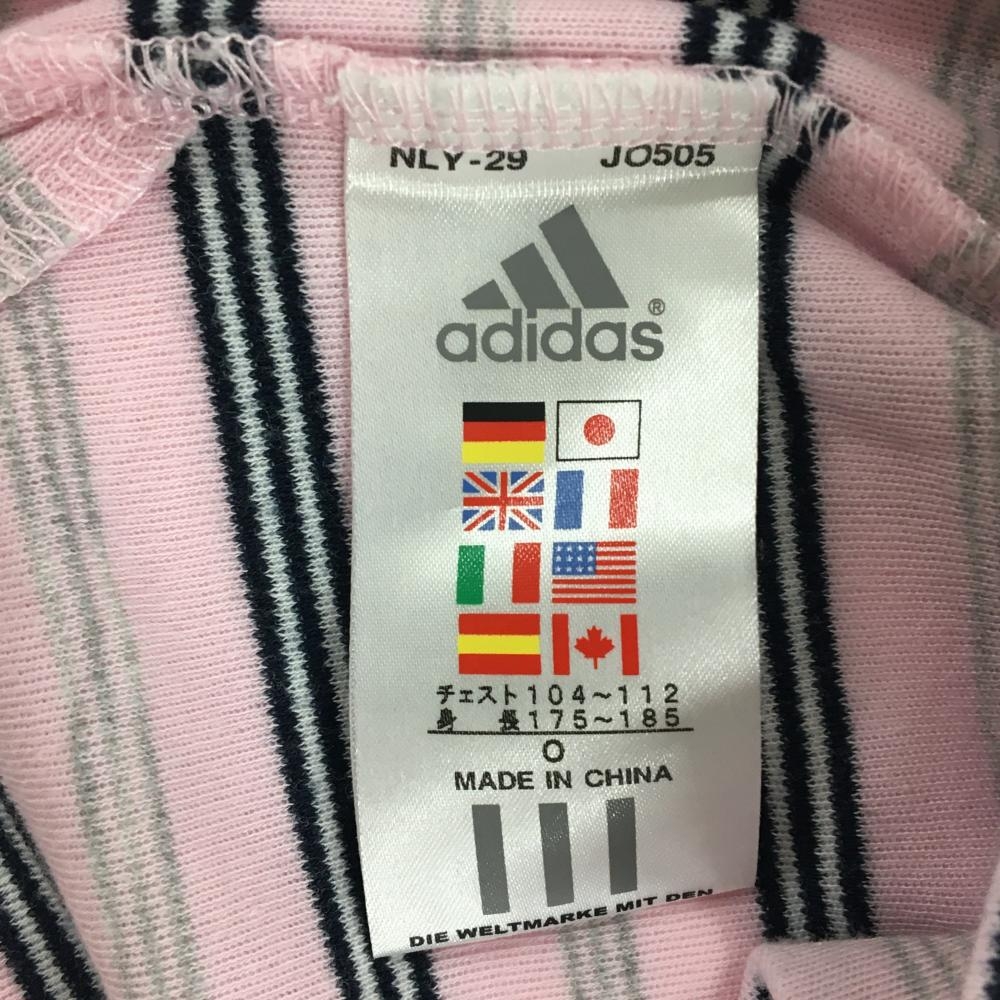 NLY-29 JO505
adidas®
チェスト104～112
身 長175～185
O
MADE IN CHINA
DIE WELTMARKE MIT DEN